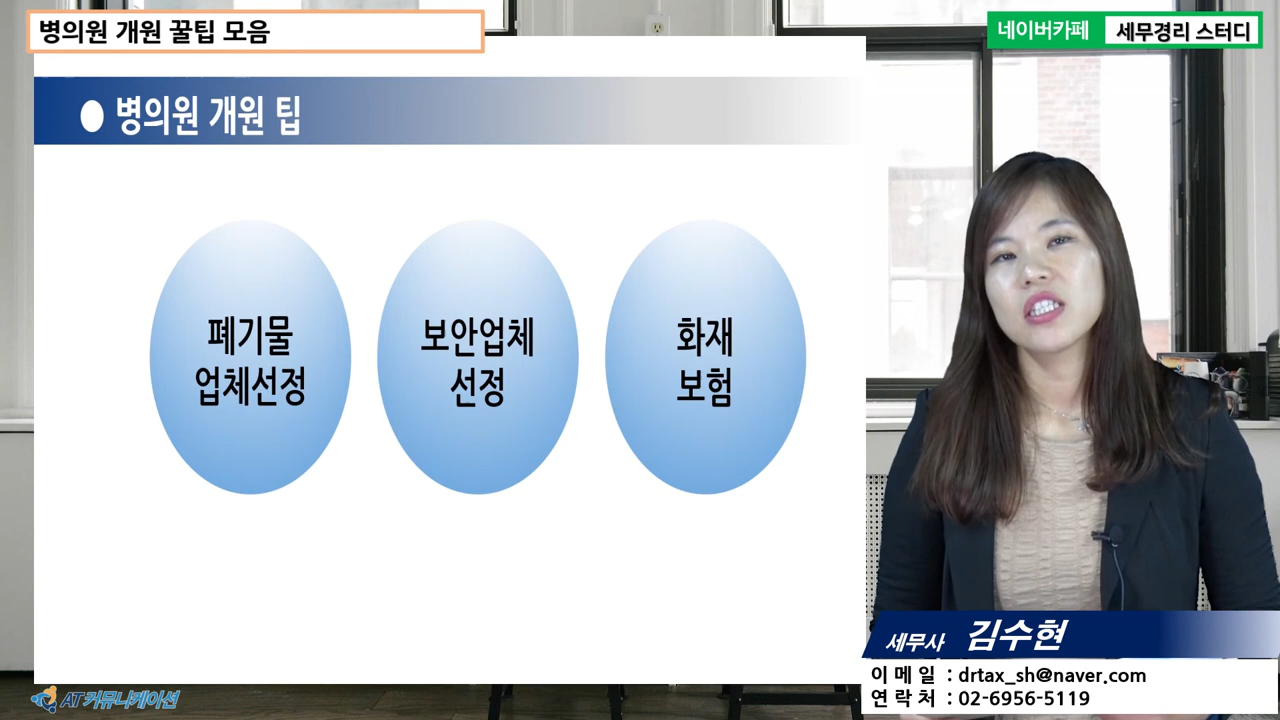 병의원 개원 꿀팁 모음
네이버카페 세무경리 스터디
● 병의원 개원 팁
폐기물
업체선정
보안업체
선정
화재
보험
세무사 김수현
이 메 일 : drtax_sh@naver.com
연 락 처 : 02-6956-5119
AT커뮤니케이션